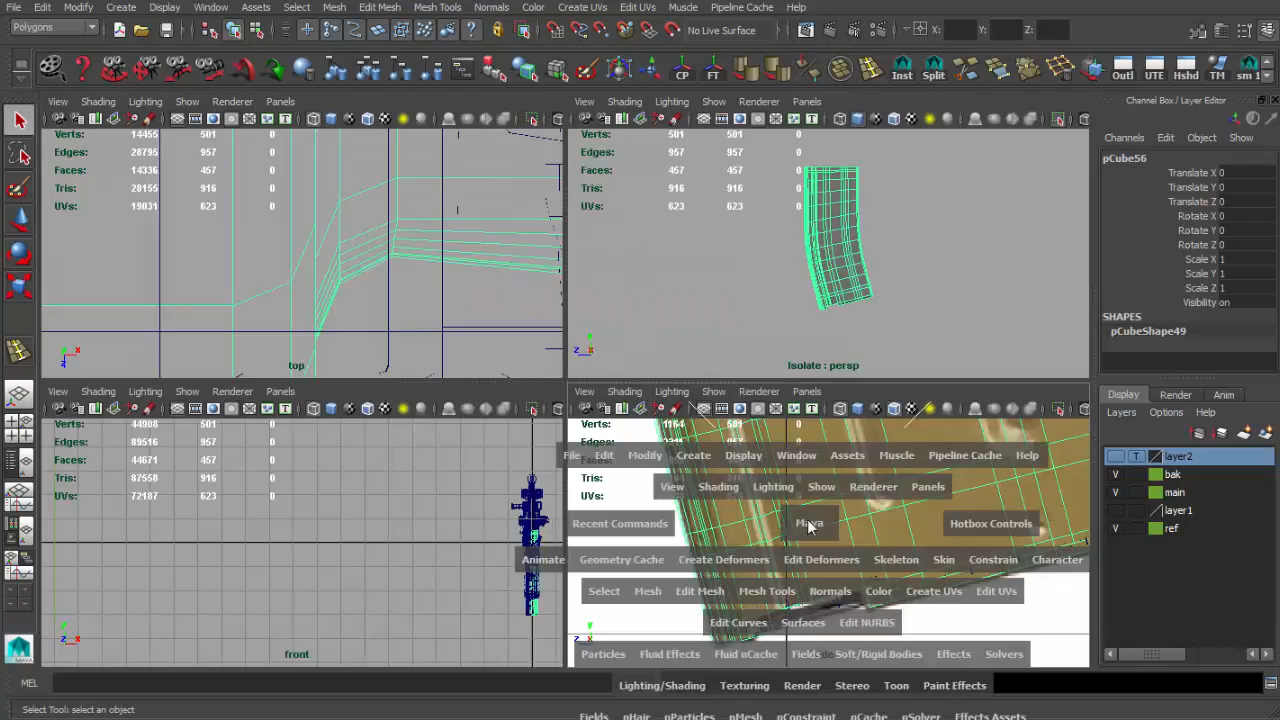 File Edit Modify Create Display Window Assets Select Mesh Edit Mesh Mesh Tools Normals Color Create UVs Edit UVs Muscle Pipeline Cache Help
Polygons No Live Surface X: Y: Z:
CP FT Inst Split Outl UTE Hshd TM sm 1
View Shading Lighting Show Renderer Panels
Verts: 14455 501 0
Edges: 28795 957 0
Faces: 14336 457 0
Tris: 28155 916 0
UVs: 19031 623 0
top
View Shading Lighting Show Renderer Panels
Verts: 501 501 0
Edges: 957 957 0
Faces: 457 457 0
Tris: 916 916 0
UVs: 623 623 0
Isolate : persp
View Shading Lighting Show Renderer Panels
Verts: 44908 501 0
Edges: 89516 957 0
Faces: 44671 457 0
Tris: 87558 916 0
UVs: 72187 623 0
front
View Shading Lighting Show Renderer Panels
Verts: 1164 501 0
File Edit Modify Create Display Window Assets Muscle Pipeline Cache Help
View Shading Lighting Show Renderer Panels
Recent Commands Maya Hotbox Controls
Animate Geometry Cache Create Deformers Edit Deformers Skeleton Skin Constrain Character
Select Mesh Edit Mesh Mesh Tools Normals Color Create UVs Edit UVs
Edit Curves Surfaces Edit NURBS
Particles Fluid Effects Fluid nCache Fields Soft/Rigid Bodies Effects Solvers
Lighting/Shading Texturing Render Stereo Toon Paint Effects
Fields nHair nParticles nMesh nConstraint nCache nSolver Effects Assets
Channel Box / Layer Editor
Channels Edit Object Show
pCube56
Translate X 0
Translate Y 0
Translate Z 0
Rotate X 0
Rotate Y 0
Rotate Z 0
Scale X 1
Scale Y 1
Scale Z 1
Visibility on
SHAPES
pCubeShape49
Display Render Anim
Layers Options Help
T layer2
V bak
V main
layer1
V ref
MAYA
MEL
Select Tool: select an object